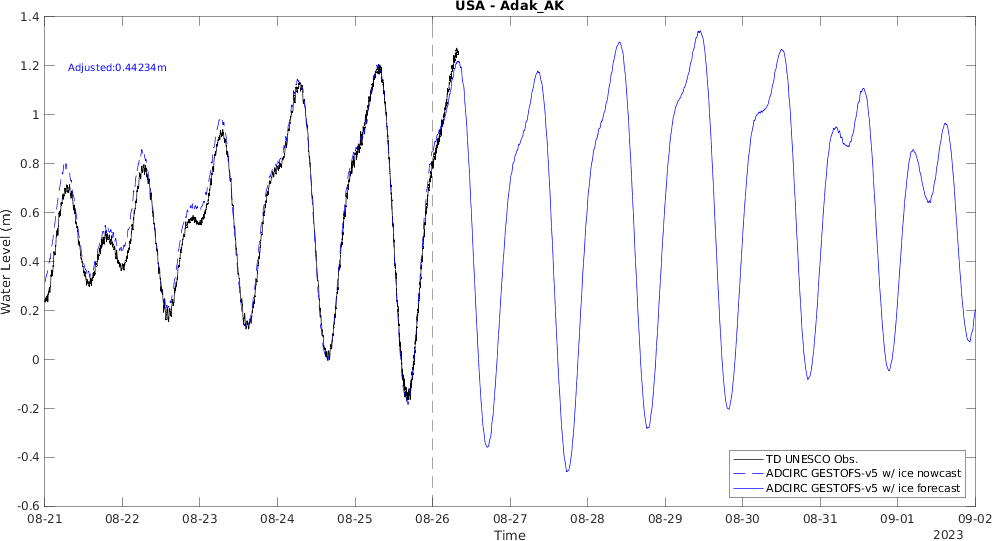 USA - Adak_AK
Adjusted:0.44234m
Water Level (m)
1.4
1.2
1
0.8
0.6
0.4
0.2
0
-0.2
-0.4
-0.6
TD UNESCO Obs.
ADCIRC GESTOFS-v5 w/ ice nowcast
ADCIRC GESTOFS-v5 w/ ice forecast
08-21 08-22 08-23 08-24 08-25 08-26 08-27 08-28 08-29 08-30 08-31 09-01 09-02
Time
2023